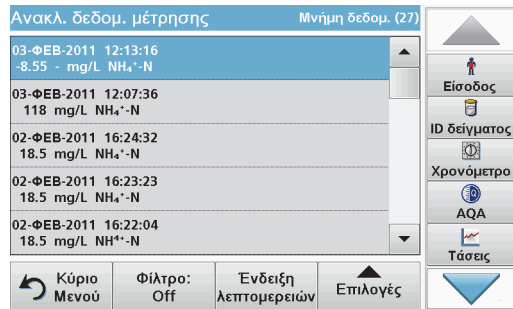 Ανακλ. δεδομ. μέτρησης Μνήμη δεδομ. (27)
03-ΦΕΒ-2011 12:13:16
-8.55 - mg/L NH₄⁺-N
03-ΦΕΒ-2011 12:07:36
118 mg/L NH₄⁺-N
02-ΦΕΒ-2011 16:24:32
18.5 mg/L NH₄⁺-N
02-ΦΕΒ-2011 16:23:23
18.5 mg/L NH₄⁺-N
02-ΦΕΒ-2011 16:22:04
18.5 mg/L NH⁴⁺-N
Είσοδος
ID δείγματος
Χρονόμετρο
AQA
Τάσεις
Κύριο
Μενού
Φίλτρο:
Off
Ένδειξη
λεπτομερειών
Επιλογές